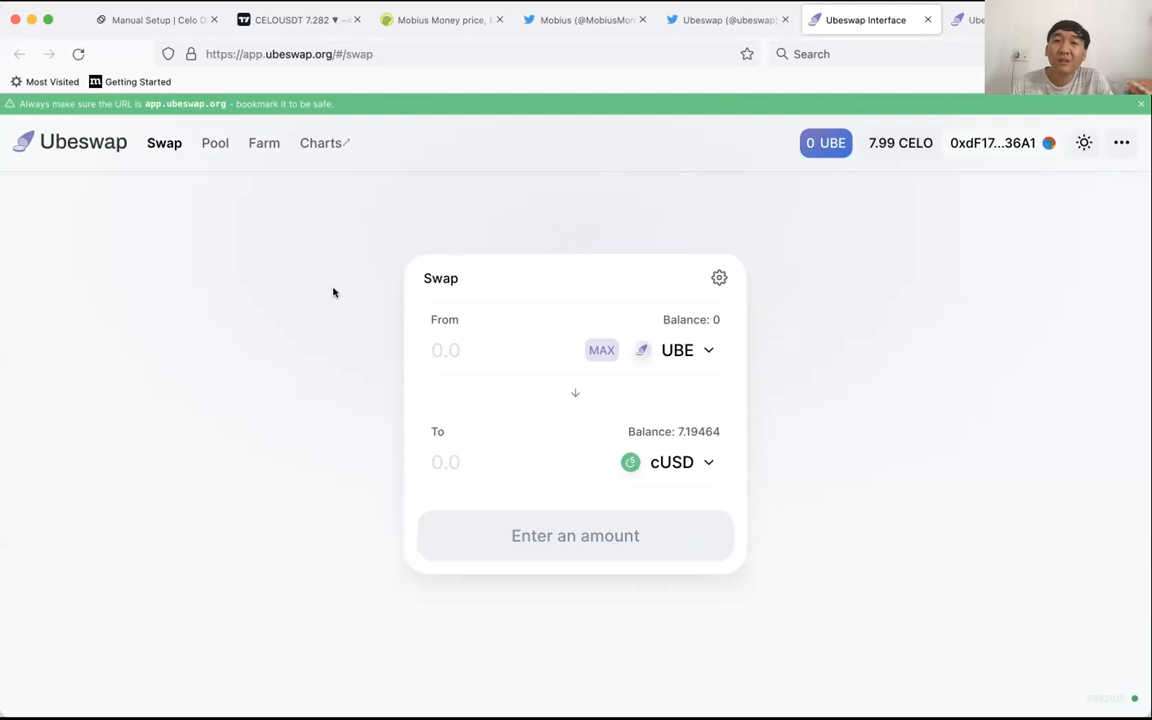 Manual Setup | Celo D
CELOUSDT 7.282 ▼ −4
Mobius Money price,
Mobius (@MobiusMon
Ubeswap (@ubeswap
Ubeswap Interface
Ube
https://app.ubeswap.org/#/swap
Search
Most Visited
Getting Started
Always make sure the URL is app.ubeswap.org - bookmark it to be safe.
Ubeswap
Swap
Pool
Farm
Charts↗
0 UBE
7.99 CELO
0xdF17...36A1
Swap
From
Balance: 0
0.0
MAX
UBE
To
Balance: 7.19464
0.0
cUSD
Enter an amount